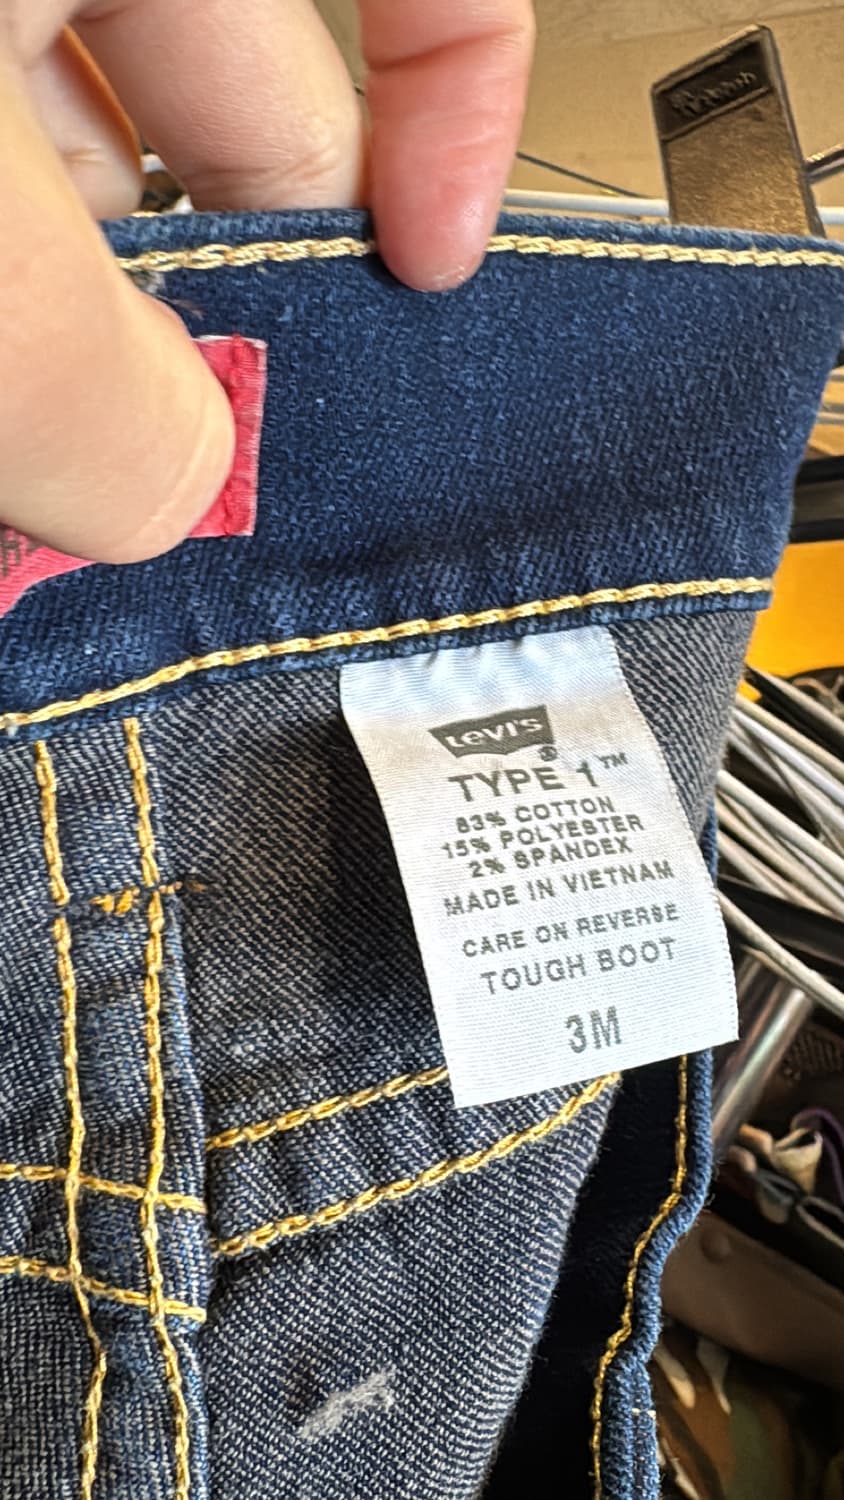 LEVI'S®
TYPE 1™
83% COTTON
15% POLYESTER
2% SPANDEX
MADE IN VIETNAM
CARE ON REVERSE
TOUGH BOOT
3M